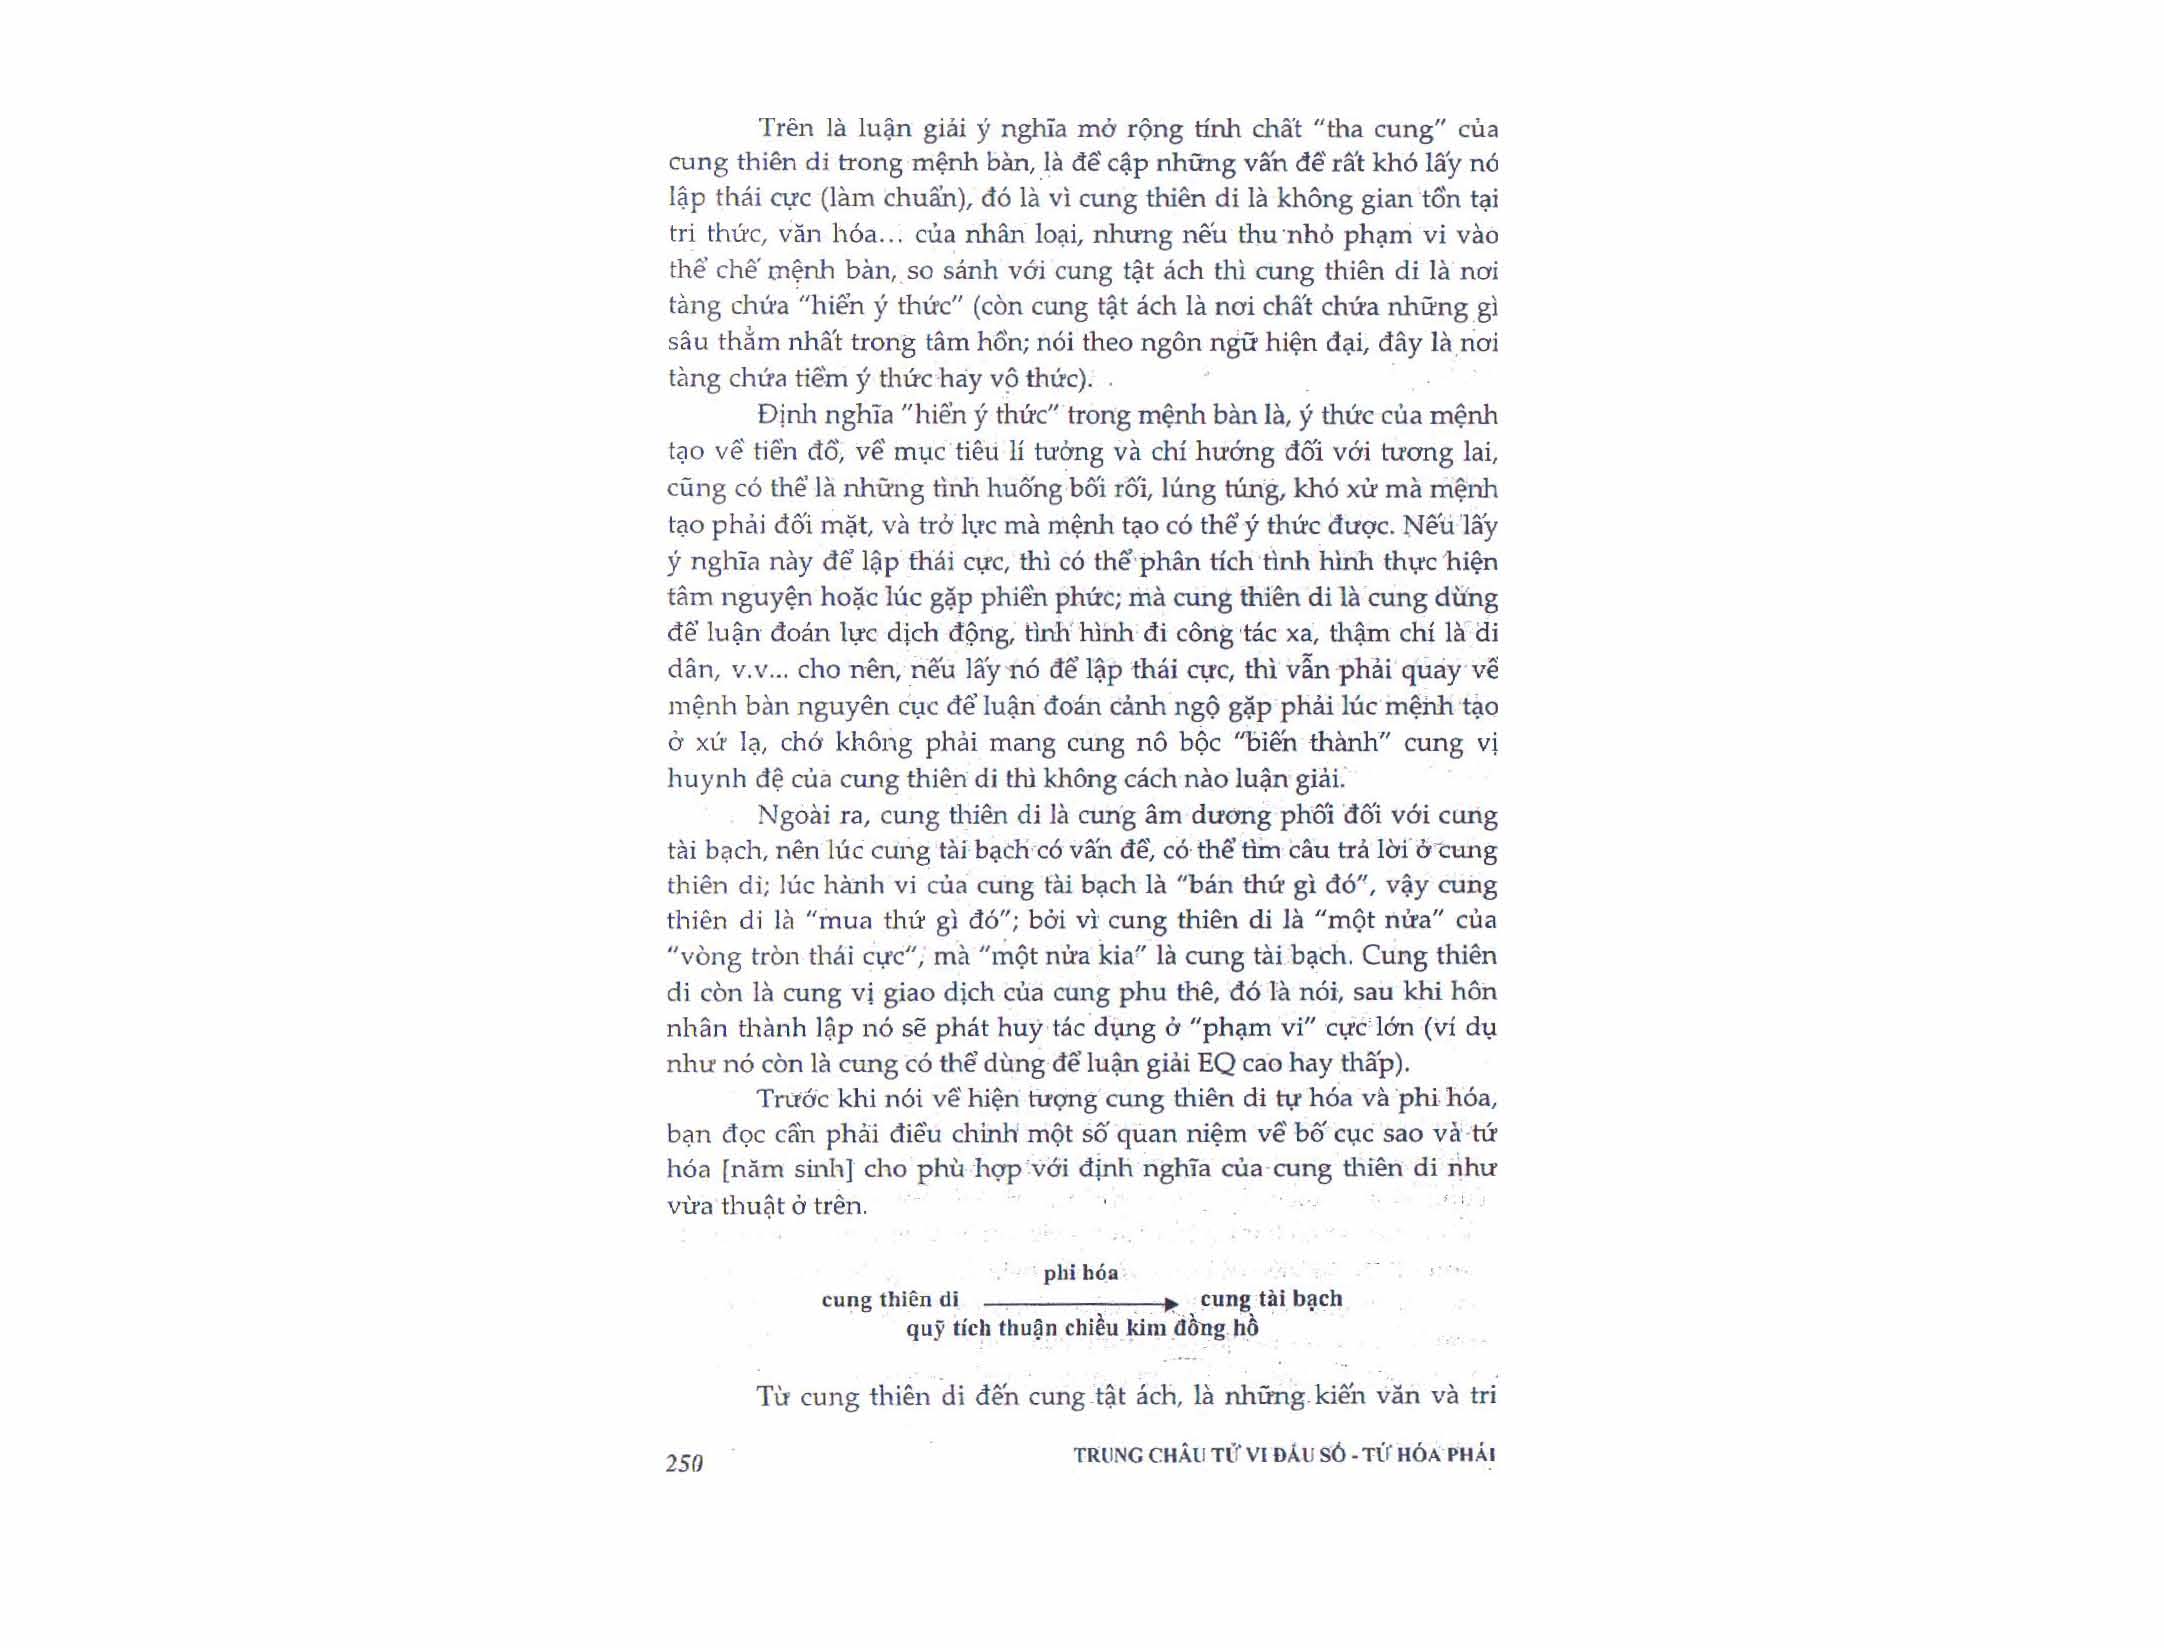 Trên là luận giải ý nghĩa mở rộng tính chất "tha cung" của
cung thiên di trong mệnh bàn, là đề cập những vấn đề rất khó lấy nó
lập thái cực (làm chuẩn), đó là vì cung thiên di là không gian tồn tại
tri thức, văn hóa... của nhân loại, nhưng nếu thu nhỏ phạm vi vào
thể chế mệnh bàn, so sánh với cung tật ách thì cung thiên di là nơi
tàng chứa "hiển ý thức" (còn cung tật ách là nơi chất chứa những gì
sâu thẳm nhất trong tâm hồn; nói theo ngôn ngữ hiện đại, đây là nơi
tàng chứa tiềm ý thức hay vô thức).
Định nghĩa "hiển ý thức" trong mệnh bàn là, ý thức của mệnh
tạo về tiền đồ, về mục tiêu lí tưởng và chí hướng đối với tương lai,
cũng có thể là những tình huống bối rối, lúng túng, khó xử mà mệnh
tạo phải đối mặt, và trở lực mà mệnh tạo có thể ý thức được. Nếu lấy
ý nghĩa này để lập thái cực, thì có thể phân tích tình hình thực hiện
tâm nguyện hoặc lúc gặp phiền phức; mà cung thiên di là cung dùng
để luận đoán lực dịch động, tình hình đi công tác xa, thậm chí là di
dân, v.v... cho nên, nếu lấy nó để lập thái cực, thì vẫn phải quay về
mệnh bàn nguyên cục để luận đoán cảnh ngộ gặp phải lúc mệnh tạo
ở xứ lạ, chớ không phải mang cung nô bộc "biến thành" cung vị
huynh đệ của cung thiên di thì không cách nào luận giải.
Ngoài ra, cung thiên di là cung âm dương phối đối với cung
tài bạch, nên lúc cung tài bạch có vấn đề, có thể tìm câu trả lời ở cung
thiên di; lúc hành vi của cung tài bạch là "bán thứ gì đó", vậy cung
thiên di là "mua thứ gì đó"; bởi vì cung thiên di là "một nửa" của
"vòng tròn thái cực", mà "một nửa kia" là cung tài bạch. Cung thiên
di còn là cung vị giao dịch của cung phu thê, đó là nói, sau khi hôn
nhân thành lập nó sẽ phát huy tác dụng ở "phạm vi" cực lớn (ví dụ
như nó còn là cung có thể dùng để luận giải EQ cao hay thấp).
Trước khi nói về hiện tượng cung thiên di tự hóa và phi hóa,
bạn đọc cần phải điều chỉnh một số quan niệm về bố cục sao và tứ
hóa [năm sinh] cho phù hợp với định nghĩa của cung thiên di như
vừa thuật ở trên.
phi hóa
cung thiên di cung tài bạch
quỹ tích thuận chiều kim đồng hồ
Từ cung thiên di đến cung tật ách, là những kiến văn và tri
250 TRUNG CHÂU TỬ VI ĐẨU SỐ - TỨ HÓA PHÁI